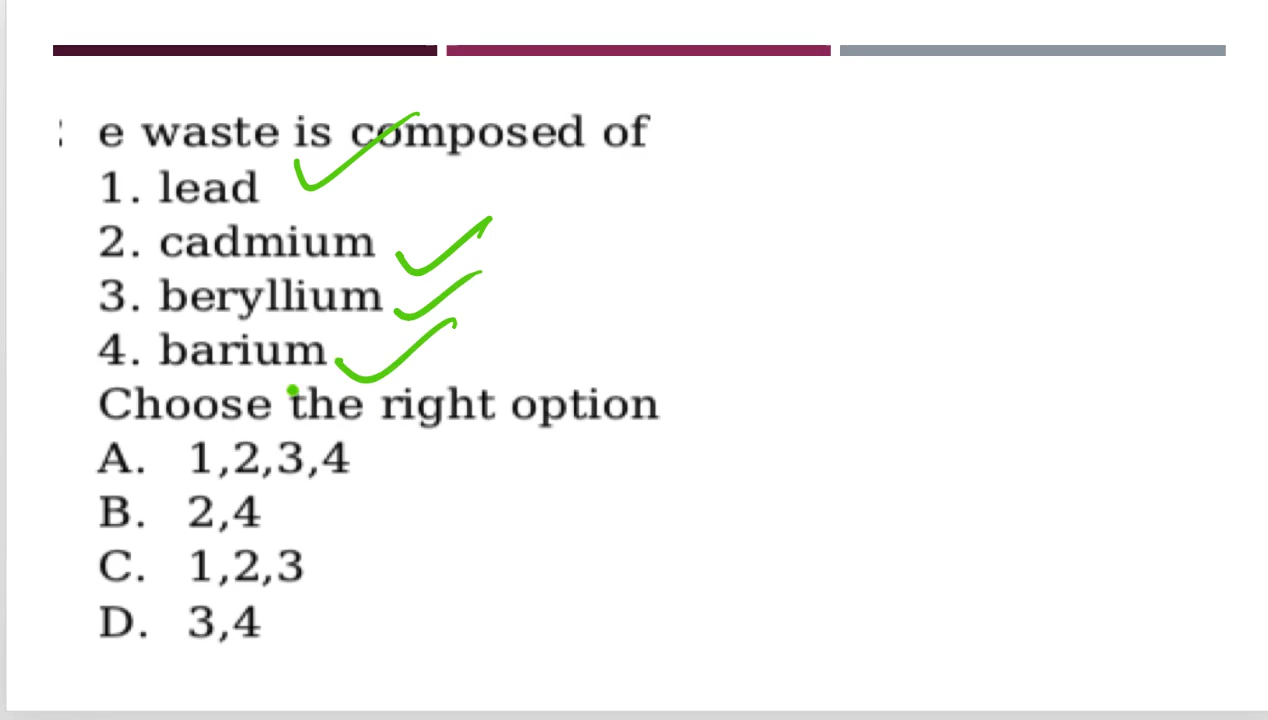 e waste is composed of
1. lead
2. cadmium
3. beryllium
4. barium
Choose the right option
A. 1,2,3,4
B. 2,4
C. 1,2,3
D. 3,4